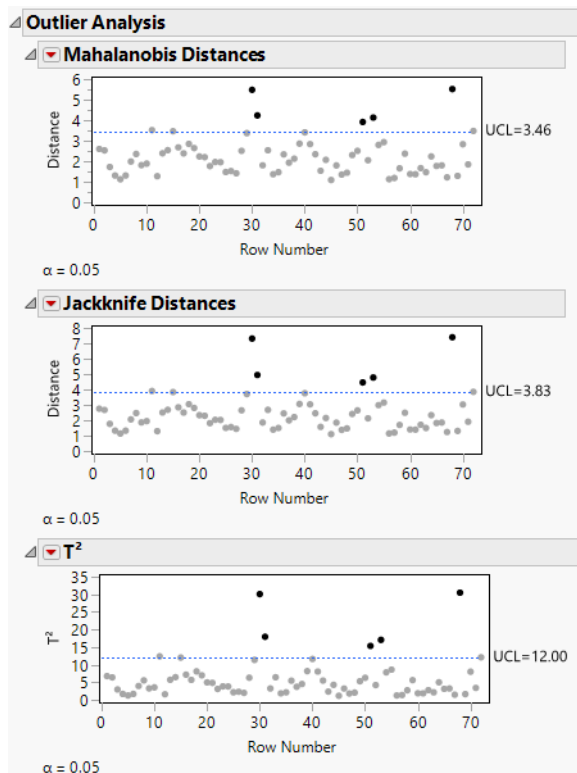 Outlier Analysis
Mahalanobis Distances
6
5
4
3
2
1
0
Distance
UCL=3.46
0 10 20 30 40 50 60 70
Row Number
α = 0.05
Jackknife Distances
8
7
6
5
4
3
2
1
0
Distance
UCL=3.83
0 10 20 30 40 50 60 70
Row Number
α = 0.05
T²
35
30
25
20
15
10
5
0
T²
UCL=12.00
0 10 20 30 40 50 60 70
Row Number
α = 0.05